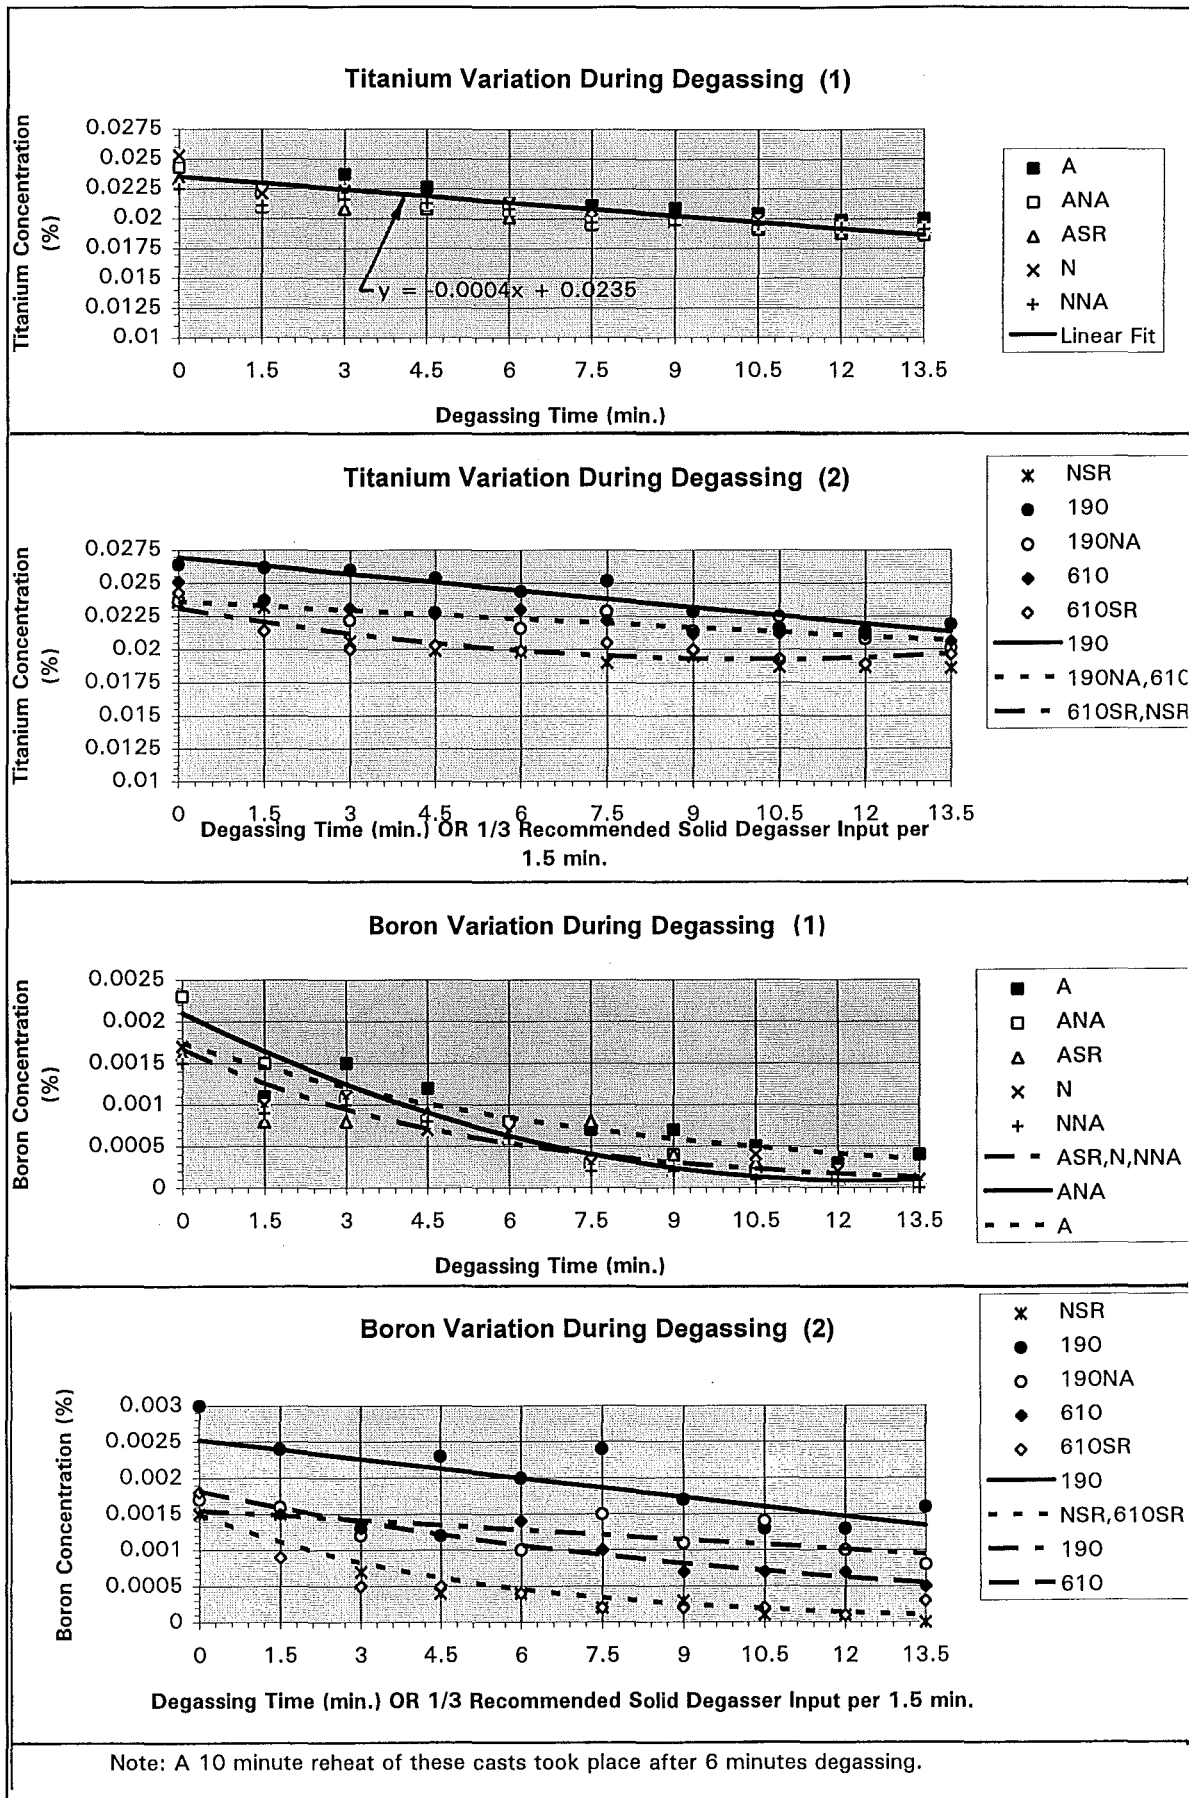 Titanium Variation During Degassing (1)
Titanium Concentration
(%)
0.0275
0.025
0.0225
0.02
0.0175
0.015
0.0125
0.01
y = -0.0004x + 0.0235
0 1.5 3 4.5 6 7.5 9 10.5 12 13.5
Degassing Time (min.)
A
ANA
ASR
N
NNA
Linear Fit
Titanium Variation During Degassing (2)
Titanium Concentration
(%)
0.0275
0.025
0.0225
0.02
0.0175
0.015
0.0125
0.01
0 1.5 3 4.5 6 7.5 9 10.5 12 13.5
Degassing Time (min.) OR 1/3 Recommended Solid Degasser Input per
1.5 min.
NSR
190
190NA
610
610SR
190
190NA,610
610SR,NSR
Boron Variation During Degassing (1)
Boron Concentration
(%)
0.0025
0.002
0.0015
0.001
0.0005
0
0 1.5 3 4.5 6 7.5 9 10.5 12 13.5
Degassing Time (min.)
A
ANA
ASR
N
NNA
ASR,N,NNA
ANA
A
Boron Variation During Degassing (2)
Boron Concentration (%)
0.003
0.0025
0.002
0.0015
0.001
0.0005
0
0 1.5 3 4.5 6 7.5 9 10.5 12 13.5
Degassing Time (min.) OR 1/3 Recommended Solid Degasser Input per 1.5 min.
NSR
190
190NA
610
610SR
190
NSR,610SR
190
610
Note: A 10 minute reheat of these casts took place after 6 minutes degassing.